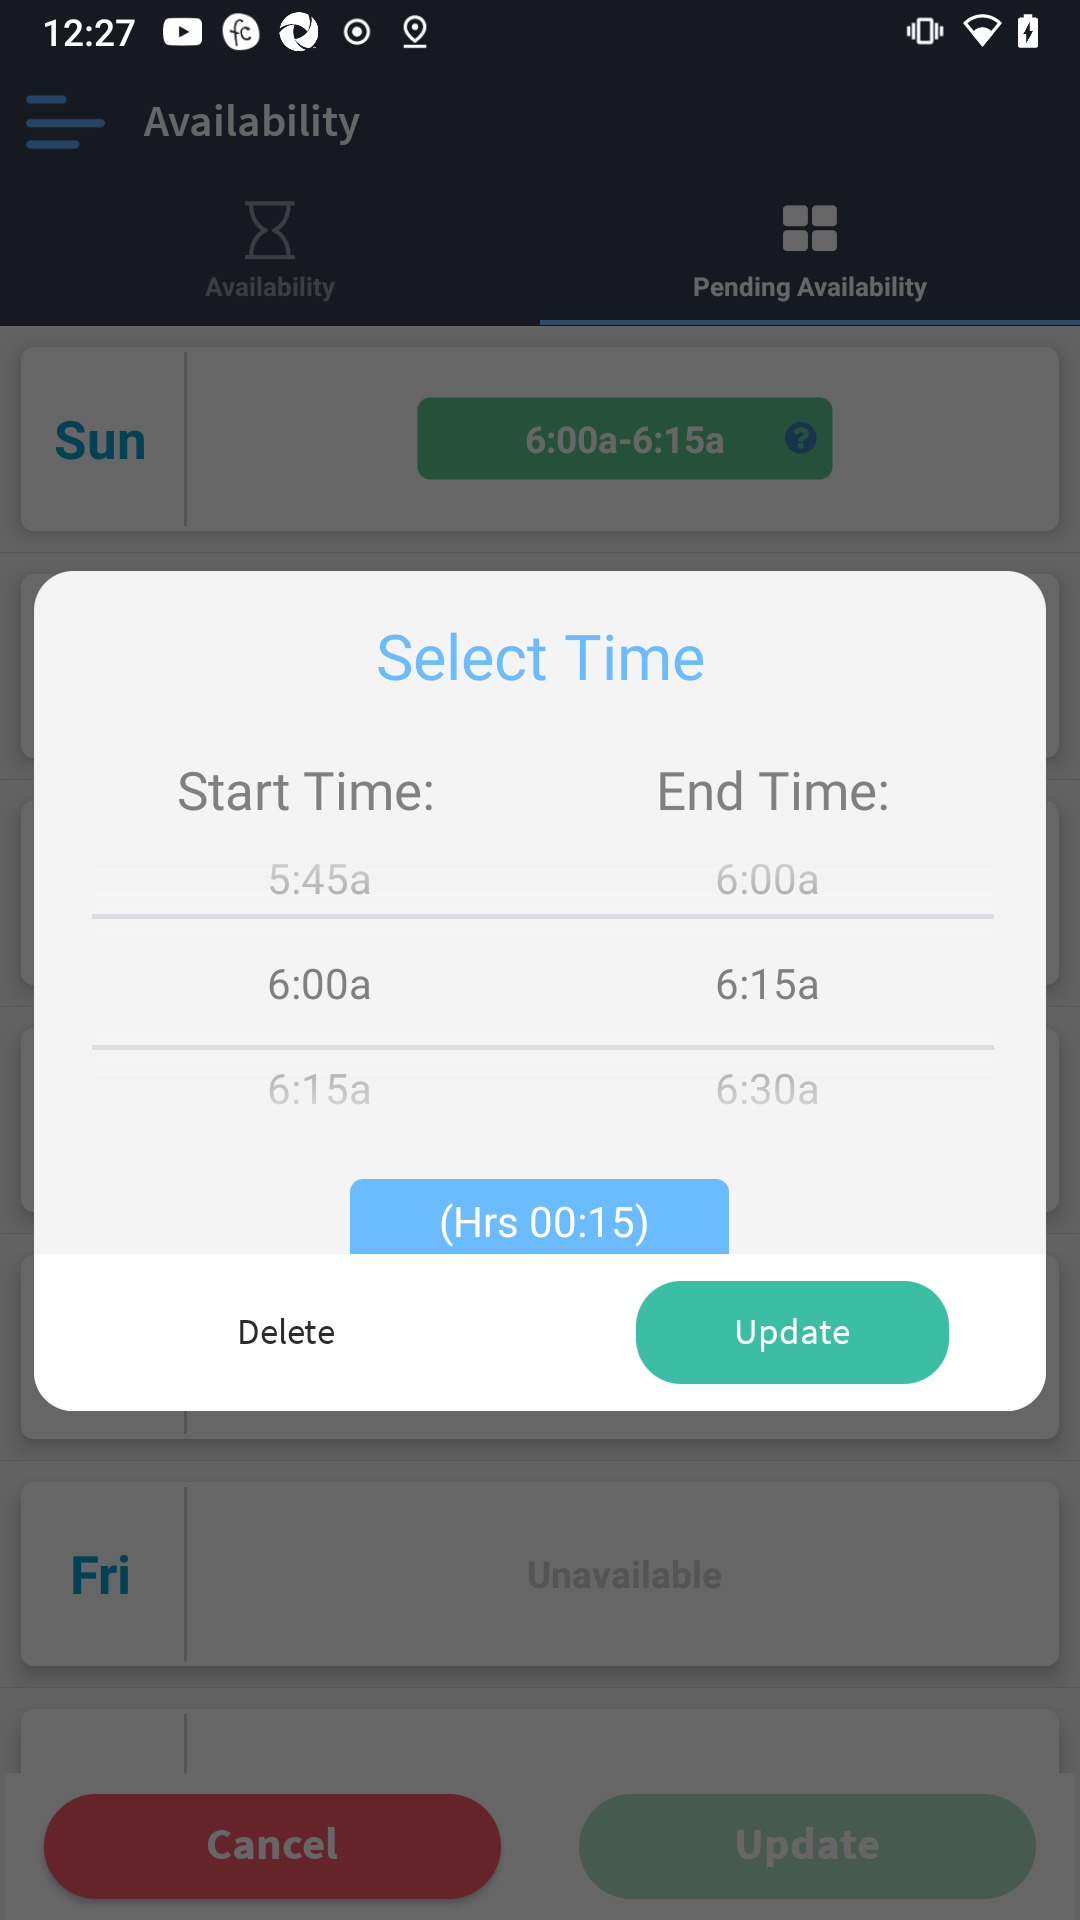 12:27
Availability
Availability
Pending Availability
Sun
6:00a-6:15a
Select Time
Start Time:
End Time:
5:45a
6:00a
6:00a
6:15a
6:15a
6:30a
(Hrs 00:15)
Delete
Update
Fri
Unavailable
Cancel
Update